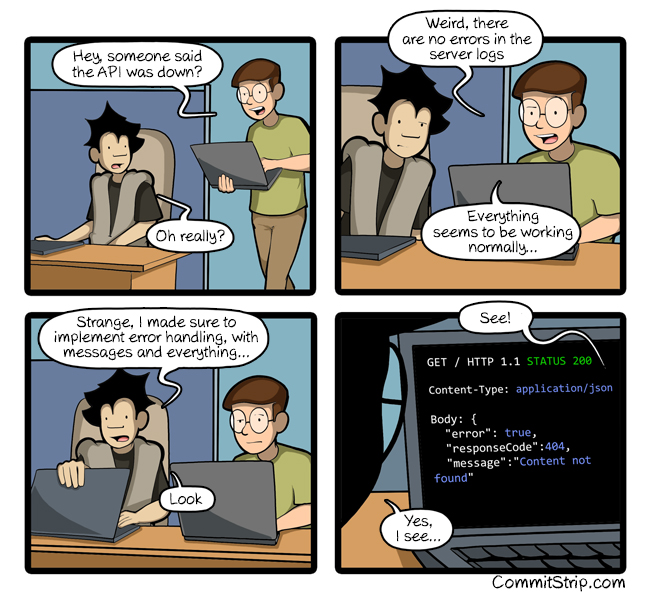 Hey, someone said
the API was down?
Oh really?
Weird, there
are no errors in the
server logs
Everything
seems to be working
normally...
Strange, I made sure to
implement error handling, with
messages and everything...
Look
See!
GET / HTTP 1.1 STATUS 200
Content-Type: application/json
Body: {
"error": true,
"responseCode":404,
"message":"Content not
found"
Yes,
I see...
CommitStrip.com